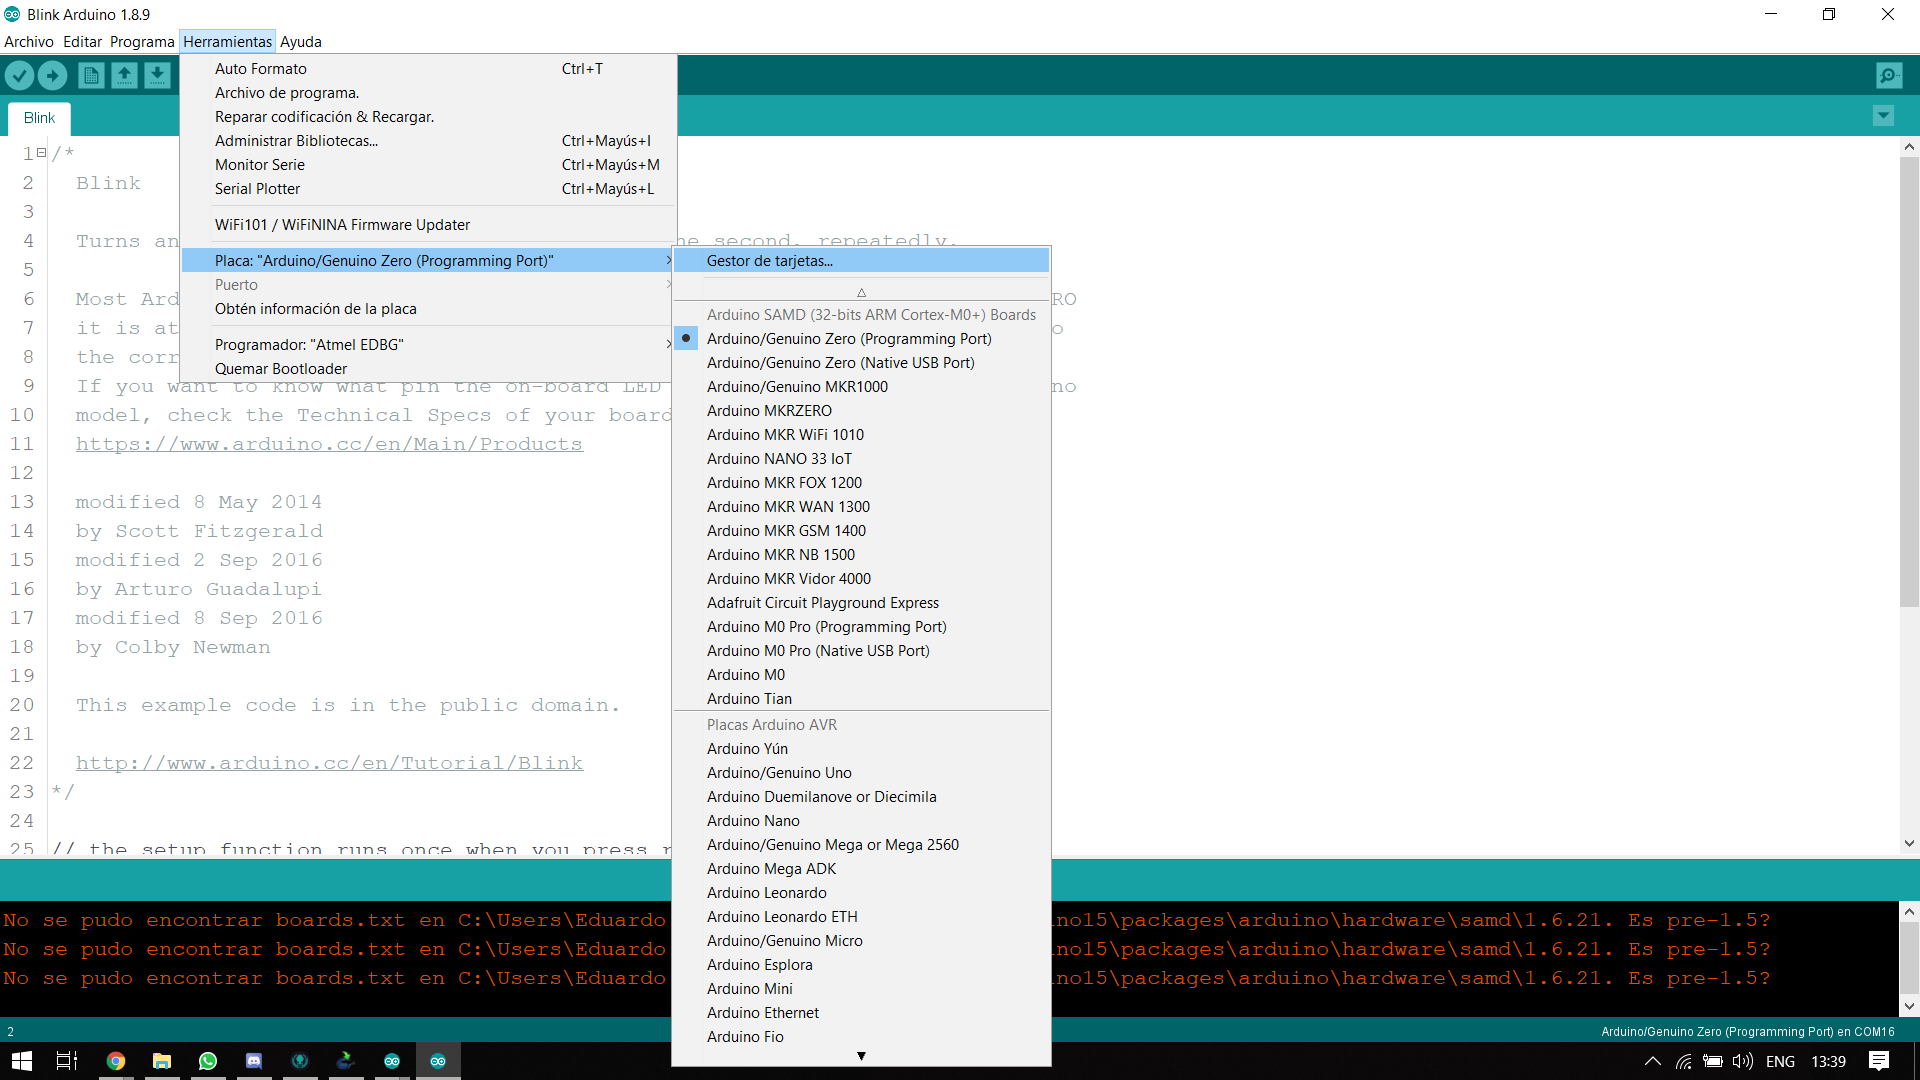 Blink Arduino 1.8.9
Archivo Editar Programa Herramientas Ayuda
Auto Formato Ctrl+T
Archivo de programa.
Reparar codificación & Recargar.
Administrar Bibliotecas... Ctrl+Mayús+I
Monitor Serie Ctrl+Mayús+M
Serial Plotter Ctrl+Mayús+L
WiFi101 / WiFiNINA Firmware Updater
Placa: "Arduino/Genuino Zero (Programming Port)"
Puerto
Obtén información de la placa
Programador: "Atmel EDBG"
Quemar Bootloader
Gestor de tarjetas...
Arduino SAMD (32-bits ARM Cortex-M0+) Boards
Arduino/Genuino Zero (Programming Port)
Arduino/Genuino Zero (Native USB Port)
Arduino/Genuino MKR1000
Arduino MKRZERO
Arduino MKR WiFi 1010
Arduino NANO 33 IoT
Arduino MKR FOX 1200
Arduino MKR WAN 1300
Arduino MKR GSM 1400
Arduino MKR NB 1500
Arduino MKR Vidor 4000
Adafruit Circuit Playground Express
Arduino M0 Pro (Programming Port)
Arduino M0 Pro (Native USB Port)
Arduino M0
Arduino Tian
Placas Arduino AVR
Arduino Yún
Arduino/Genuino Uno
Arduino Duemilanove or Diecimila
Arduino Nano
Arduino/Genuino Mega or Mega 2560
Arduino Mega ADK
Arduino Leonardo
Arduino Leonardo ETH
Arduino/Genuino Micro
Arduino Esplora
Arduino Mini
Arduino Ethernet
Arduino Fio
Blink
1 /*
2 Blink
3
4 Turns an e second, repeatedly.
5
6 Most Ard RO
7 it is at o
8 the corr
9 If you want to know what pin the on-board LED no
10 model, check the Technical Specs of your board
11 https://www.arduino.cc/en/Main/Products
12
13 modified 8 May 2014
14 by Scott Fitzgerald
15 modified 2 Sep 2016
16 by Arturo Guadalupi
17 modified 8 Sep 2016
18 by Colby Newman
19
20 This example code is in the public domain.
21
22 http://www.arduino.cc/en/Tutorial/Blink
23 */
24
25 // the setup function runs once when you press r
No se pudo encontrar boards.txt en C:\Users\Eduardo no15\packages\arduino\hardware\samd\1.6.21. Es pre-1.5?
No se pudo encontrar boards.txt en C:\Users\Eduardo no15\packages\arduino\hardware\samd\1.6.21. Es pre-1.5?
No se pudo encontrar boards.txt en C:\Users\Eduardo no15\packages\arduino\hardware\samd\1.6.21. Es pre-1.5?
2 Arduino/Genuino Zero (Programming Port) en COM16
ENG 13:39